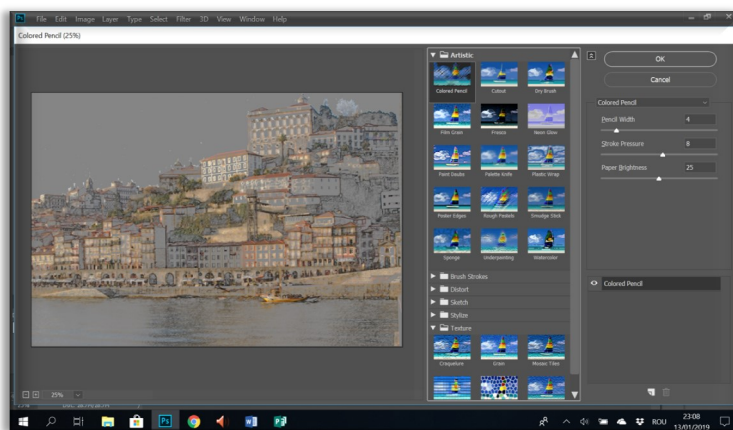 Ps File Edit Image Layer Type Select Filter 3D View Window Help
Colored Pencil (25%)
Artistic
Colored Pencil Cutout Dry Brush
Film Grain Fresco Neon Glow
Paint Daubs Palette Knife Plastic Wrap
Poster Edges Rough Pastels Smudge Stick
Sponge Underpainting Watercolor
Brush Strokes
Distort
Sketch
Stylize
Texture
Craquelure Grain Mosaic Tiles
OK
Cancel
Colored Pencil
Pencil Width 4
Stroke Pressure 8
Paper Brightness 25
Colored Pencil
25%
Ps
ROU
23:08
13/01/2019